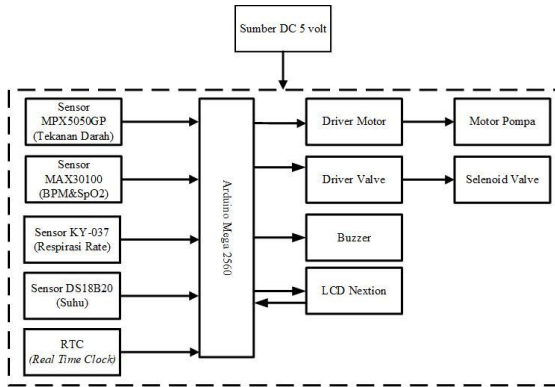 Sumber DC 5 volt
Sensor
MPX5050GP
(Tekanan Darah)
Sensor
MAX30100
(BPM&SpO2)
Sensor KY-037
(Respirasi Rate)
Sensor DS18B20
(Suhu)
RTC
(Real Time Clock)
Arduino Mega 2560
Driver Motor
Motor Pompa
Driver Valve
Selenoid Valve
Buzzer
LCD Nextion